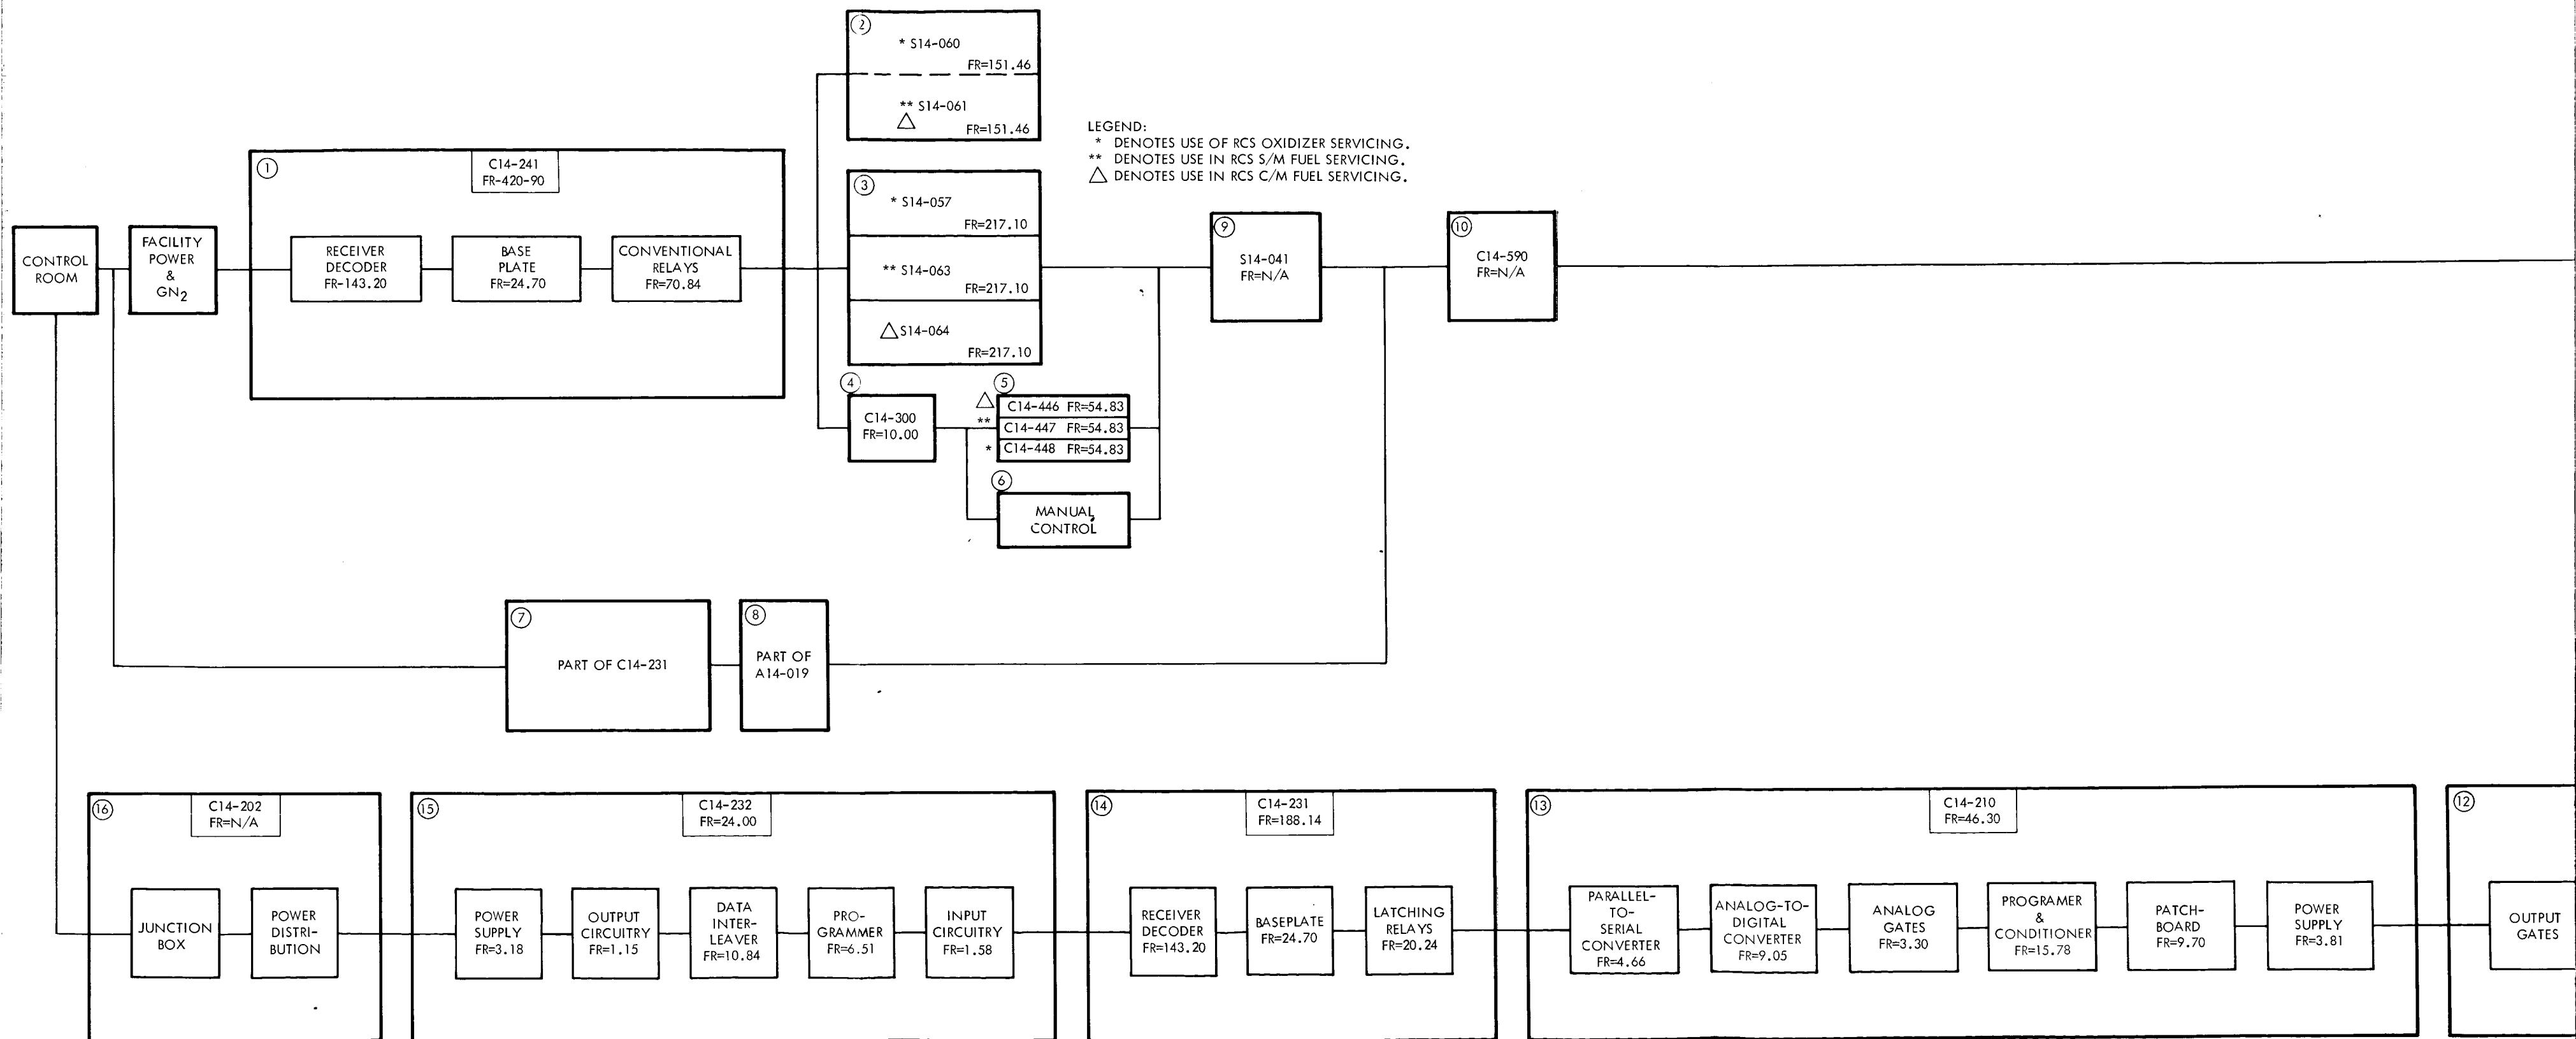 2
* S14-060
FR=151.46
** S14-061
△
FR=151.46
LEGEND:
* DENOTES USE OF RCS OXIDIZER SERVICING.
** DENOTES USE IN RCS S/M FUEL SERVICING.
△ DENOTES USE IN RCS C/M FUEL SERVICING.
CONTROL
ROOM
FACILITY
POWER
&
GN2
1
C14-241
FR-420-90
RECEIVER
DECODER
FR-143.20
BASE
PLATE
FR=24.70
CONVENTIONAL
RELAYS
FR=70.84
3
* S14-057
FR=217.10
** S14-063
FR=217.10
△ S14-064
FR=217.10
4
C14-300
FR=10.00
5
△
C14-446 FR=54.83
**
C14-447 FR=54.83
*
C14-448 FR=54.83
6
MANUAL
CONTROL
9
S14-041
FR=N/A
10
C14-590
FR=N/A
7
PART OF C14-231
8
PART OF
A14-019
16
C14-202
FR=N/A
JUNCTION
BOX
POWER
DISTRI-
BUTION
15
C14-232
FR=24.00
POWER
SUPPLY
FR=3.18
OUTPUT
CIRCUITRY
FR=1.15
DATA
INTER-
LEAVER
FR=10.84
PRO-
GRAMMER
FR=6.51
INPUT
CIRCUITRY
FR=1.58
14
C14-231
FR=188.14
RECEIVER
DECODER
FR=143.20
BASEPLATE
FR=24.70
LATCHING
RELAYS
FR=20.24
13
C14-210
FR=46.30
PARALLEL-
TO-
SERIAL
CONVERTER
FR=4.66
ANALOG-TO-
DIGITAL
CONVERTER
FR=9.05
ANALOG
GATES
FR=3.30
PROGRAMER
&
CONDITIONER
FR=15.78
PATCH-
BOARD
FR=9.70
POWER
SUPPLY
FR=3.81
12
OUTPUT
GATES